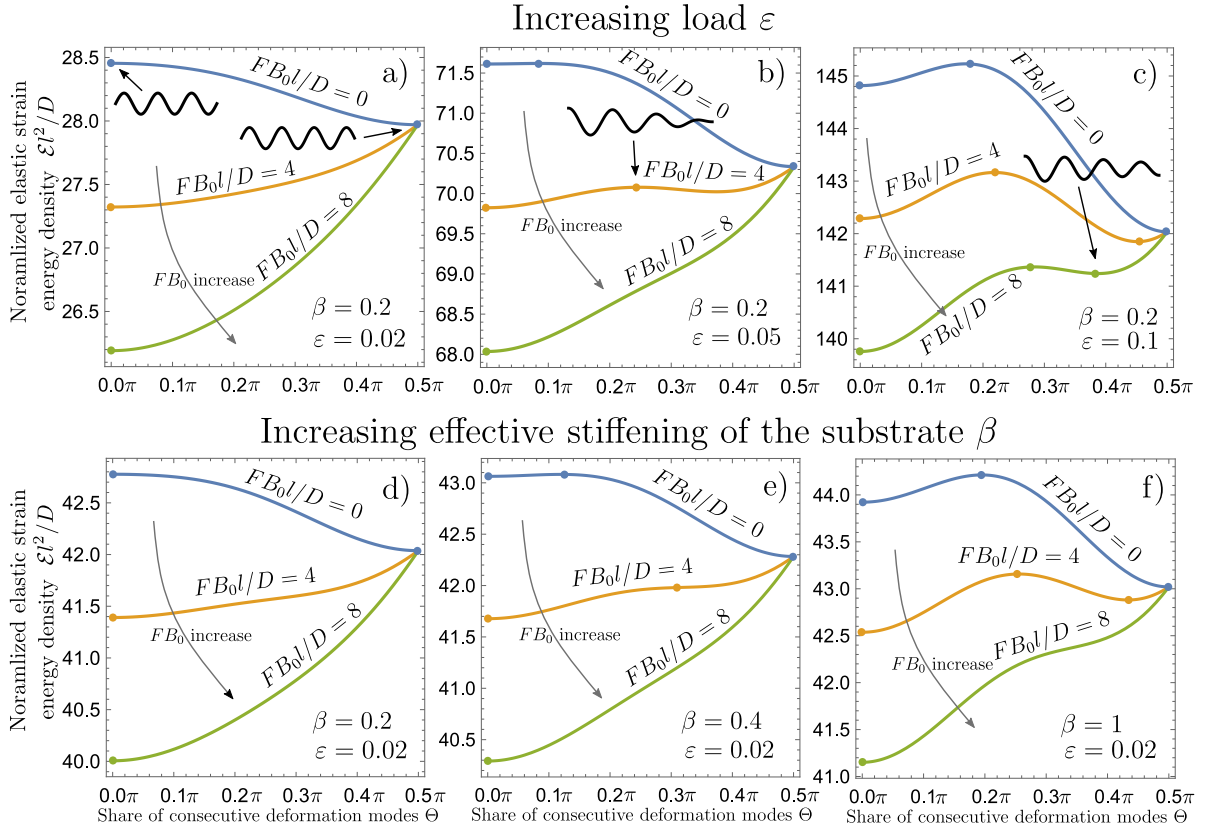 Increasing load ε
Noramlized elastic strain
energy density ℰl²/D
28.5
28.0
27.5
27.0
26.5
a)
FB₀l/D = 0
FB₀l/D = 4
FB₀l/D = 8
FB₀ increase
β = 0.2
ε = 0.02
0.0π 0.1π 0.2π 0.3π 0.4π 0.5π
71.5
71.0
70.5
70.0
69.5
69.0
68.5
68.0
b)
FB₀l/D = 0
FB₀l/D = 4
FB₀l/D = 8
FB₀ increase
β = 0.2
ε = 0.05
0.0π 0.1π 0.2π 0.3π 0.4π 0.5π
145
144
143
142
141
140
c)
FB₀l/D = 0
FB₀l/D = 4
FB₀l/D = 8
FB₀ increase
β = 0.2
ε = 0.1
0.0π 0.1π 0.2π 0.3π 0.4π 0.5π
Increasing effective stiffening of the substrate β
Noramlized elastic strain
energy density ℰl²/D
42.5
42.0
41.5
41.0
40.5
40.0
d)
FB₀l/D = 0
FB₀l/D = 4
FB₀l/D = 8
FB₀ increase
β = 0.2
ε = 0.02
0.0π 0.1π 0.2π 0.3π 0.4π 0.5π
Share of consecutive deformation modes Θ
43.0
42.5
42.0
41.5
41.0
40.5
e)
FB₀l/D = 0
FB₀l/D = 4
FB₀l/D = 8
FB₀ increase
β = 0.4
ε = 0.02
0.0π 0.1π 0.2π 0.3π 0.4π 0.5π
Share of consecutive deformation modes Θ
44.0
43.5
43.0
42.5
42.0
41.5
41.0
f)
FB₀l/D = 0
FB₀l/D = 4
FB₀l/D = 8
FB₀ increase
β = 1
ε = 0.02
0.0π 0.1π 0.2π 0.3π 0.4π 0.5π
Share of consecutive deformation modes Θ